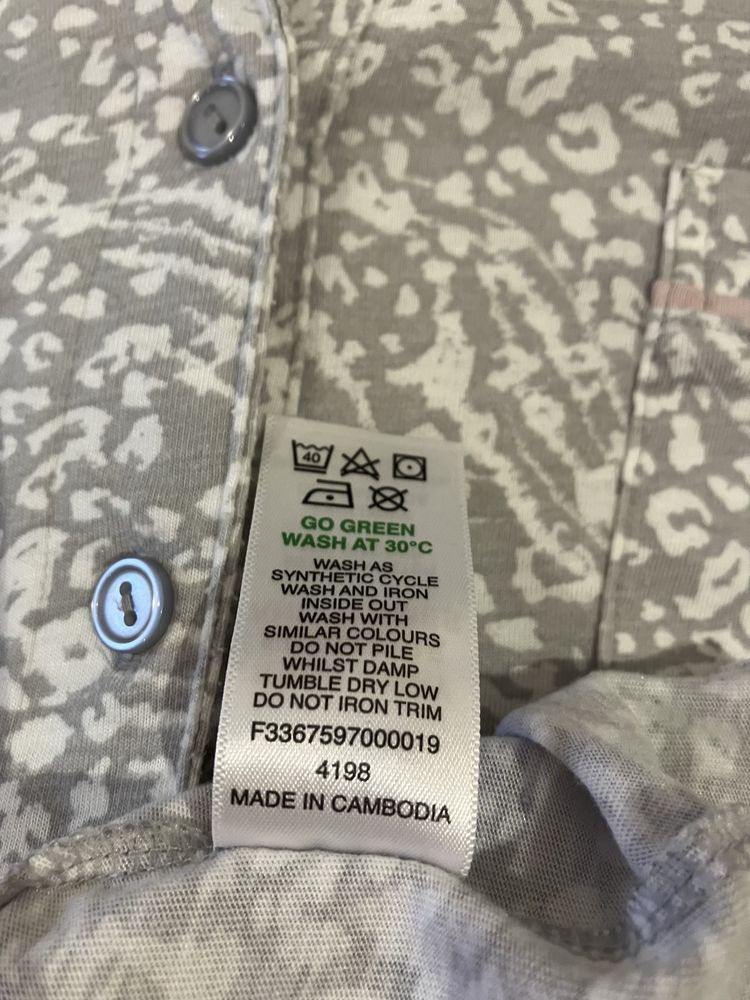 40
GO GREEN
WASH AT 30°C
WASH AS
SYNTHETIC CYCLE
WASH AND IRON
INSIDE OUT
WASH WITH
SIMILAR COLOURS
DO NOT PILE
WHILST DAMP
TUMBLE DRY LOW
DO NOT IRON TRIM
F3367597000019
4198
MADE IN CAMBODIA